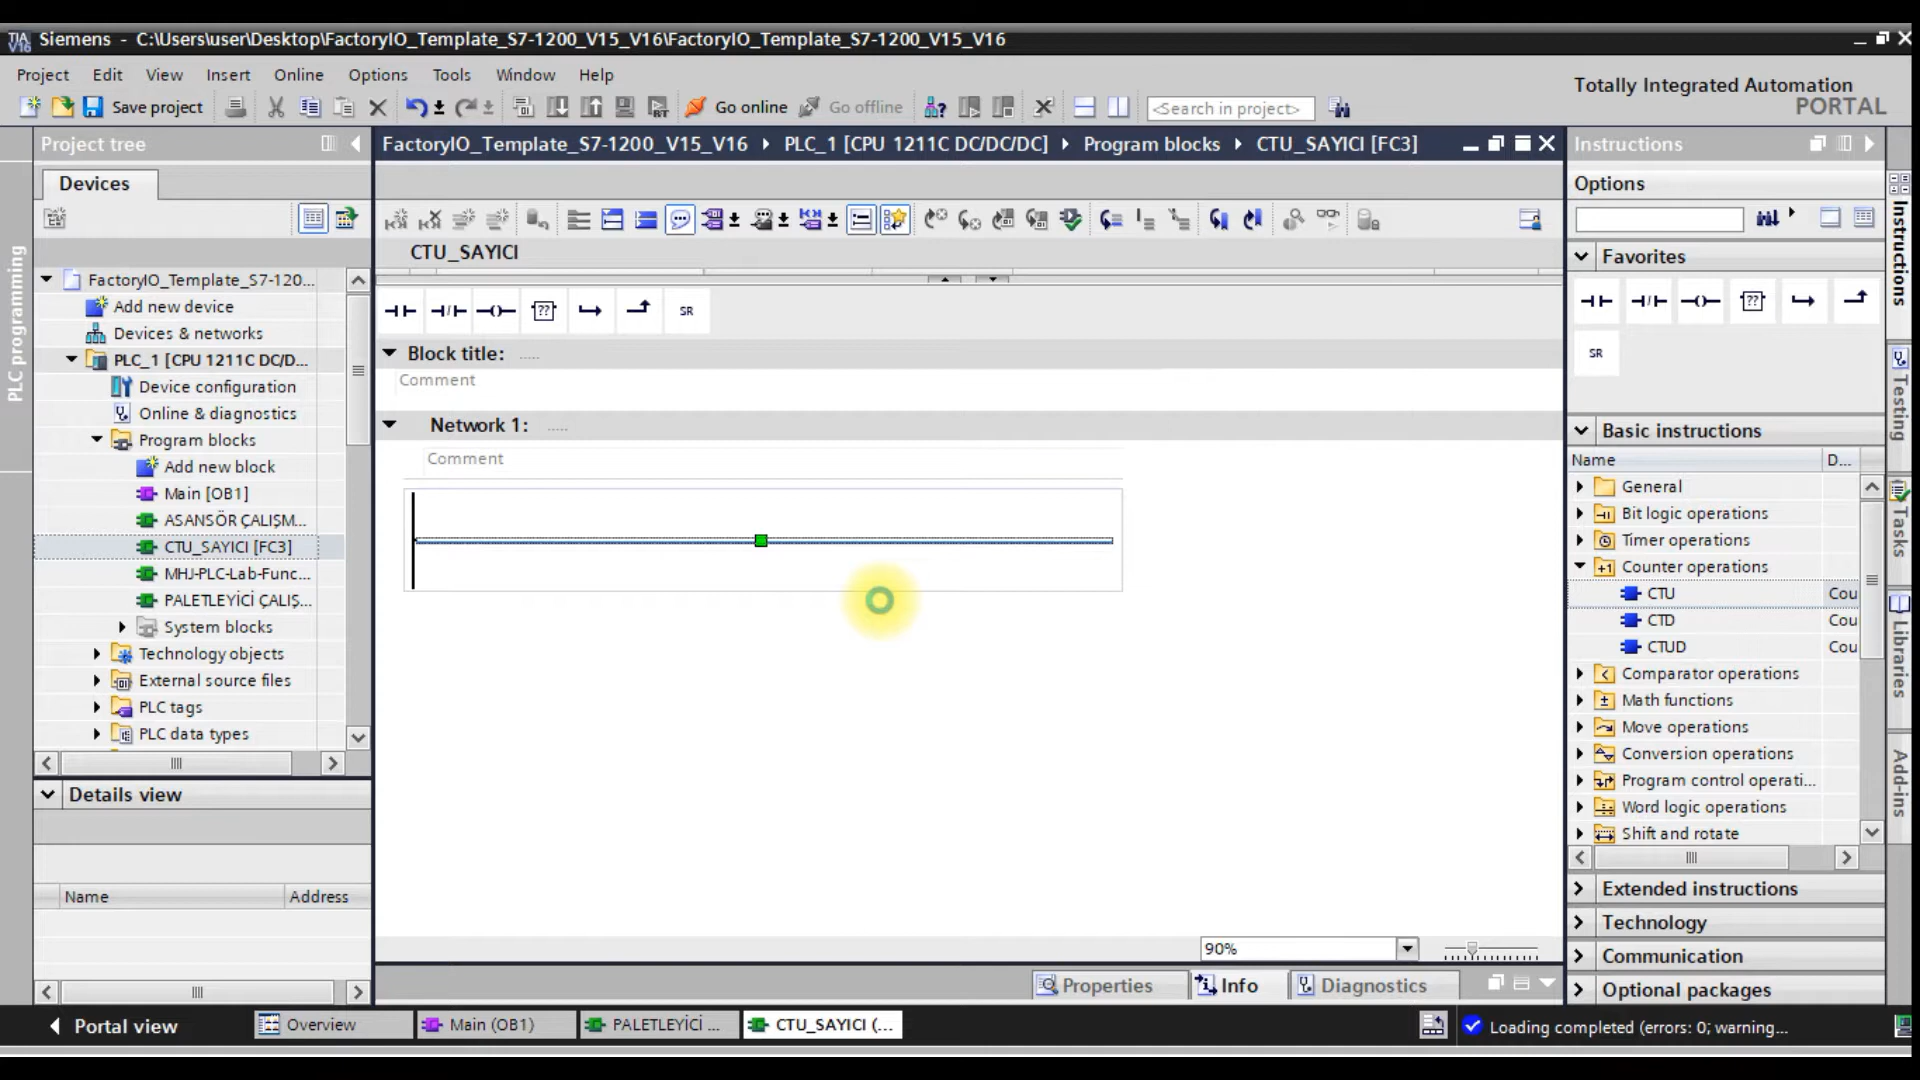 TIA V16 Siemens - C:\Users\user\Desktop\FactoryIO_Template_S7-1200_V15_V16\FactoryIO_Template_S7-1200_V15_V16
Project Edit View Insert Online Options Tools Window Help
Totally Integrated Automation
PORTAL
Save project
Go online
Go offline
<Search in project>
Project tree
FactoryIO_Template_S7-1200_V15_V16 PLC_1 [CPU 1211C DC/DC/DC] Program blocks CTU_SAYICI [FC3]
Instructions
PLC programming
Devices
Options
CTU_SAYICI
FactoryIO_Template_S7-120...
Add new device
Devices & networks
PLC_1 [CPU 1211C DC/D...
Device configuration
Online & diagnostics
Program blocks
Add new block
Main [OB1]
ASANSÖR ÇALIŞM...
CTU_SAYICI [FC3]
MHJ-PLC-Lab-Func...
PALETLEYİCİ ÇALIŞ...
System blocks
Technology objects
External source files
PLC tags
PLC data types
Details view
Name Address
?? SR
Block title: .....
Comment
Network 1: .....
Comment
90%
Properties Info Diagnostics
Favorites
??
SR
Basic instructions
Name D...
General
Bit logic operations
Timer operations
Counter operations
CTU Cou
CTD Cou
CTUD Cou
Comparator operations
Math functions
Move operations
Conversion operations
Program control operati...
Word logic operations
Shift and rotate
Extended instructions
Technology
Communication
Optional packages
Instructions
Testing
Tasks
Libraries
Add-ins
Portal view
Overview
Main (OB1)
PALETLEYİCİ ...
CTU_SAYICI (...
Loading completed (errors: 0; warning...